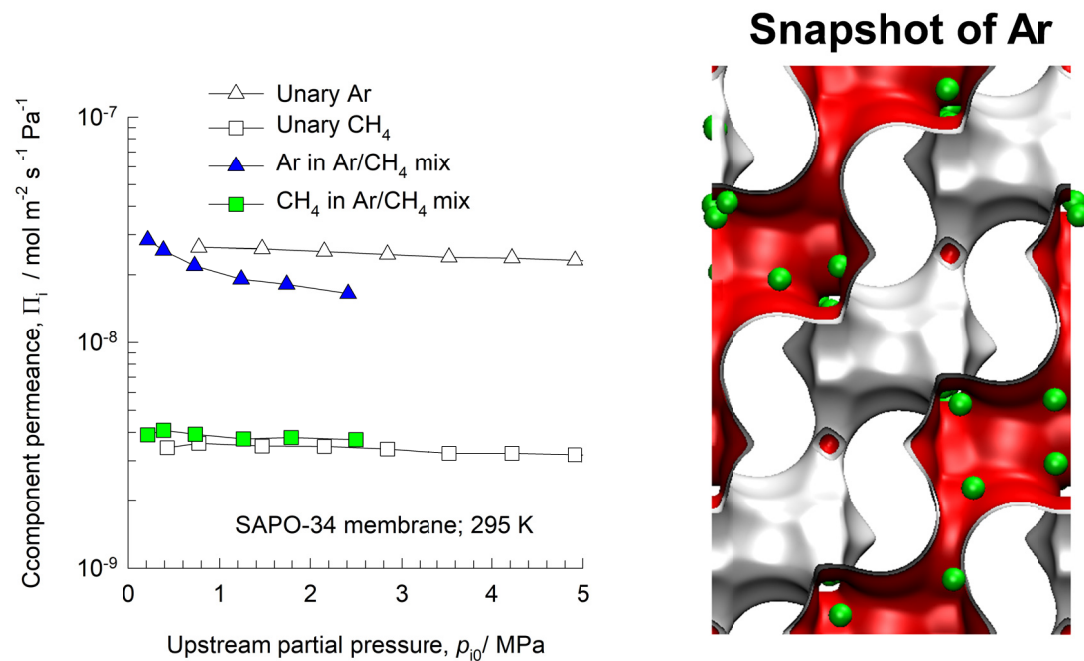 Snapshot of Ar
Unary Ar
Unary CH₄
Ar in Ar/CH₄ mix
CH₄ in Ar/CH₄ mix
10⁻⁷
10⁻⁸
10⁻⁹
Ccomponent permeance, Πᵢ / mol m⁻² s⁻¹ Pa⁻¹
SAPO-34 membrane; 295 K
0 1 2 3 4 5
Upstream partial pressure, pᵢ₀/ MPa